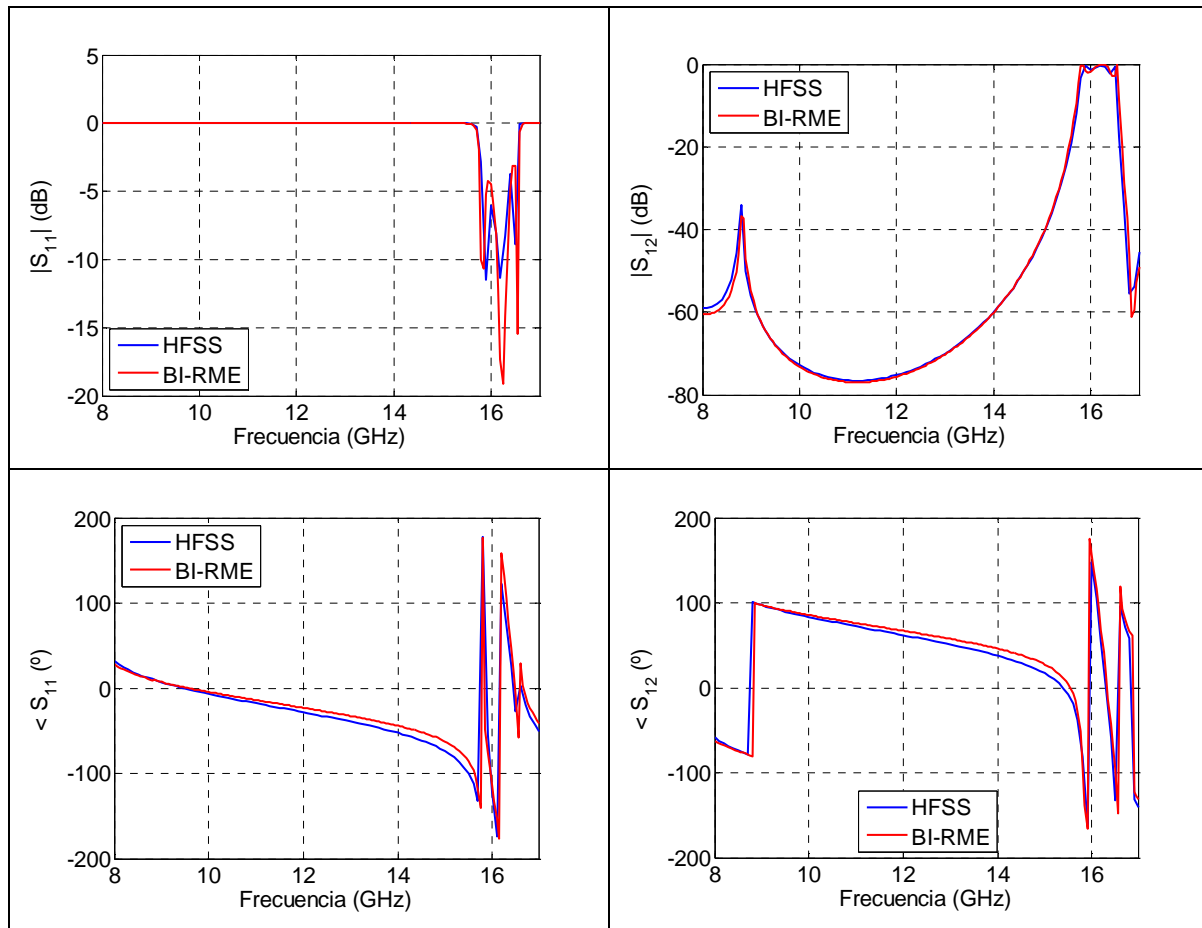 5
0
-5
-10
-15
-20
|S11| (dB)
HFSS
BI-RME
8 10 12 14 16
Frecuencia (GHz)
0
-20
-40
-60
-80
|S12| (dB)
HFSS
BI-RME
8 10 12 14 16
Frecuencia (GHz)
200
100
0
-100
-200
< S11 (º)
HFSS
BI-RME
8 10 12 14 16
Frecuencia (GHz)
200
100
0
-100
-200
< S12 (º)
HFSS
BI-RME
8 10 12 14 16
Frecuencia (GHz)